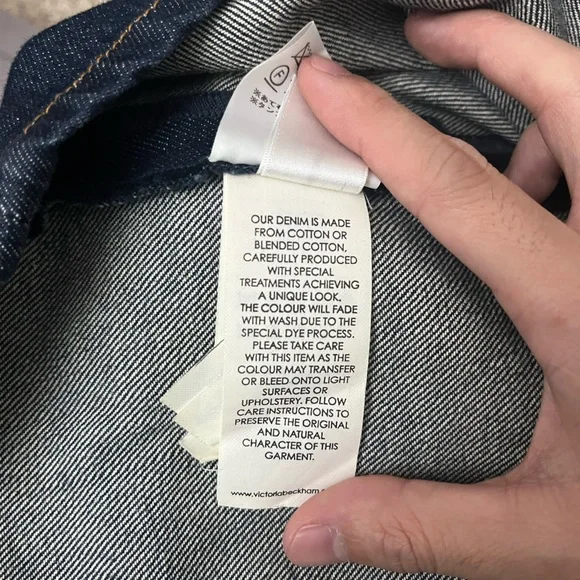 OUR DENIM IS MADE
FROM COTTON OR
BLENDED COTTON,
CAREFULLY PRODUCED
WITH SPECIAL
TREATMENTS ACHIEVING
A UNIQUE LOOK.
THE COLOUR WILL FADE
WITH WASH DUE TO THE
SPECIAL DYE PROCESS.
PLEASE TAKE CARE
WITH THIS ITEM AS THE
COLOUR MAY TRANSFER
OR BLEED ONTO LIGHT
SURFACES OR
UPHOLSTERY. FOLLOW
CARE INSTRUCTIONS TO
PRESERVE THE ORIGINAL
AND NATURAL
CHARACTER OF THIS
GARMENT.
www.victoriabeckham.